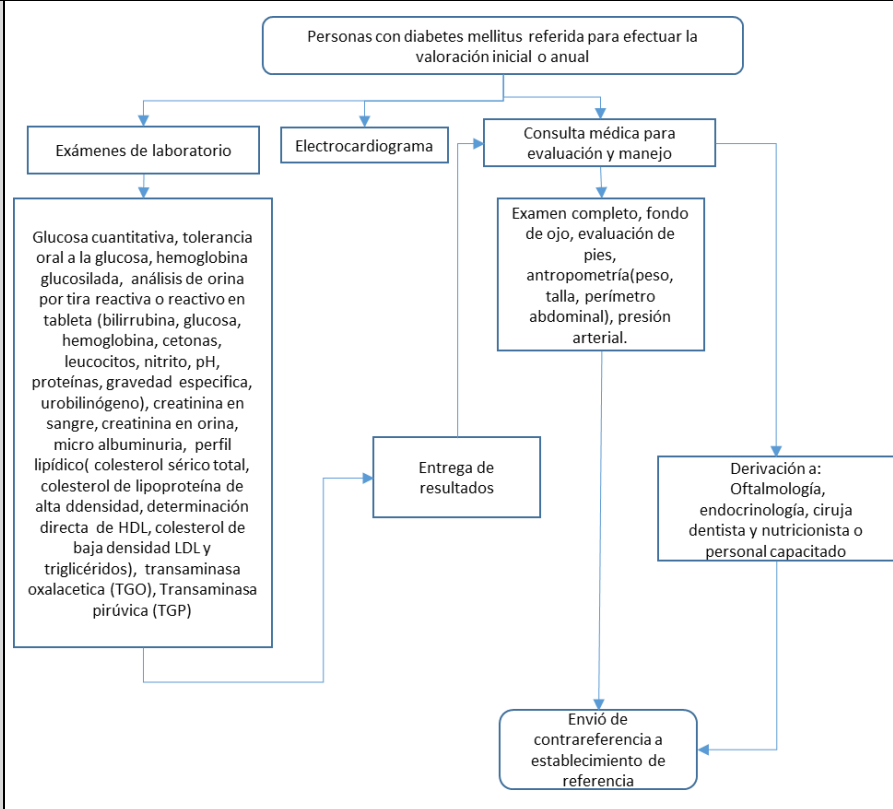 Personas con diabetes mellitus referida para efectuar la
valoración inicial o anual
Exámenes de laboratorio
Electrocardiograma
Consulta médica para
evaluación y manejo
Glucosa cuantitativa, tolerancia
oral a la glucosa, hemoglobina
glucosilada, análisis de orina
por tira reactiva o reactivo en
tableta (bilirrubina, glucosa,
hemoglobina, cetonas,
leucocitos, nitrito, pH,
proteínas, gravedad especifica,
urobilinógeno), creatinina en
sangre, creatinina en orina,
micro albuminuria, perfil
lipídico( colesterol sérico total,
colesterol de lipoproteína de
alta ddensidad, determinación
directa de HDL, colesterol de
baja densidad LDL y
triglicéridos), transaminasa
oxalacetica (TGO), Transaminasa
pirúvica (TGP)
Examen completo, fondo
de ojo, evaluación de
pies,
antropometría(peso,
talla, perímetro
abdominal), presión
arterial.
Entrega de
resultados
Derivación a:
Oftalmología,
endocrinología, ciruja
dentista y nutricionista o
personal capacitado
Envió de
contrareferencia a
establecimiento de
referencia